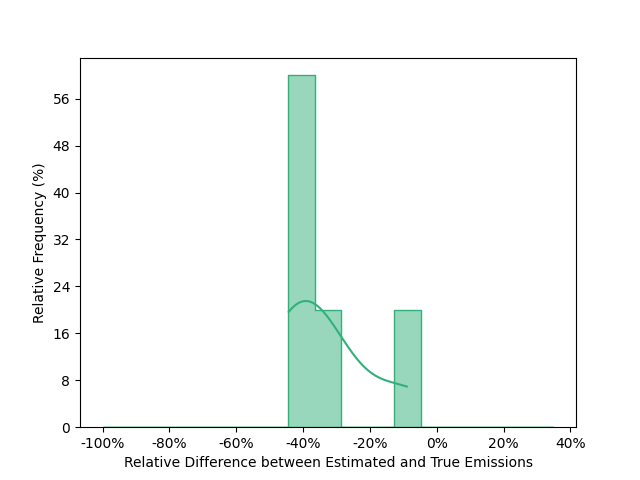 56
48
40
32
24
16
8
0
Relative Frequency (%)
-100% -80% -60% -40% -20% 0% 20% 40%
Relative Difference between Estimated and True Emissions